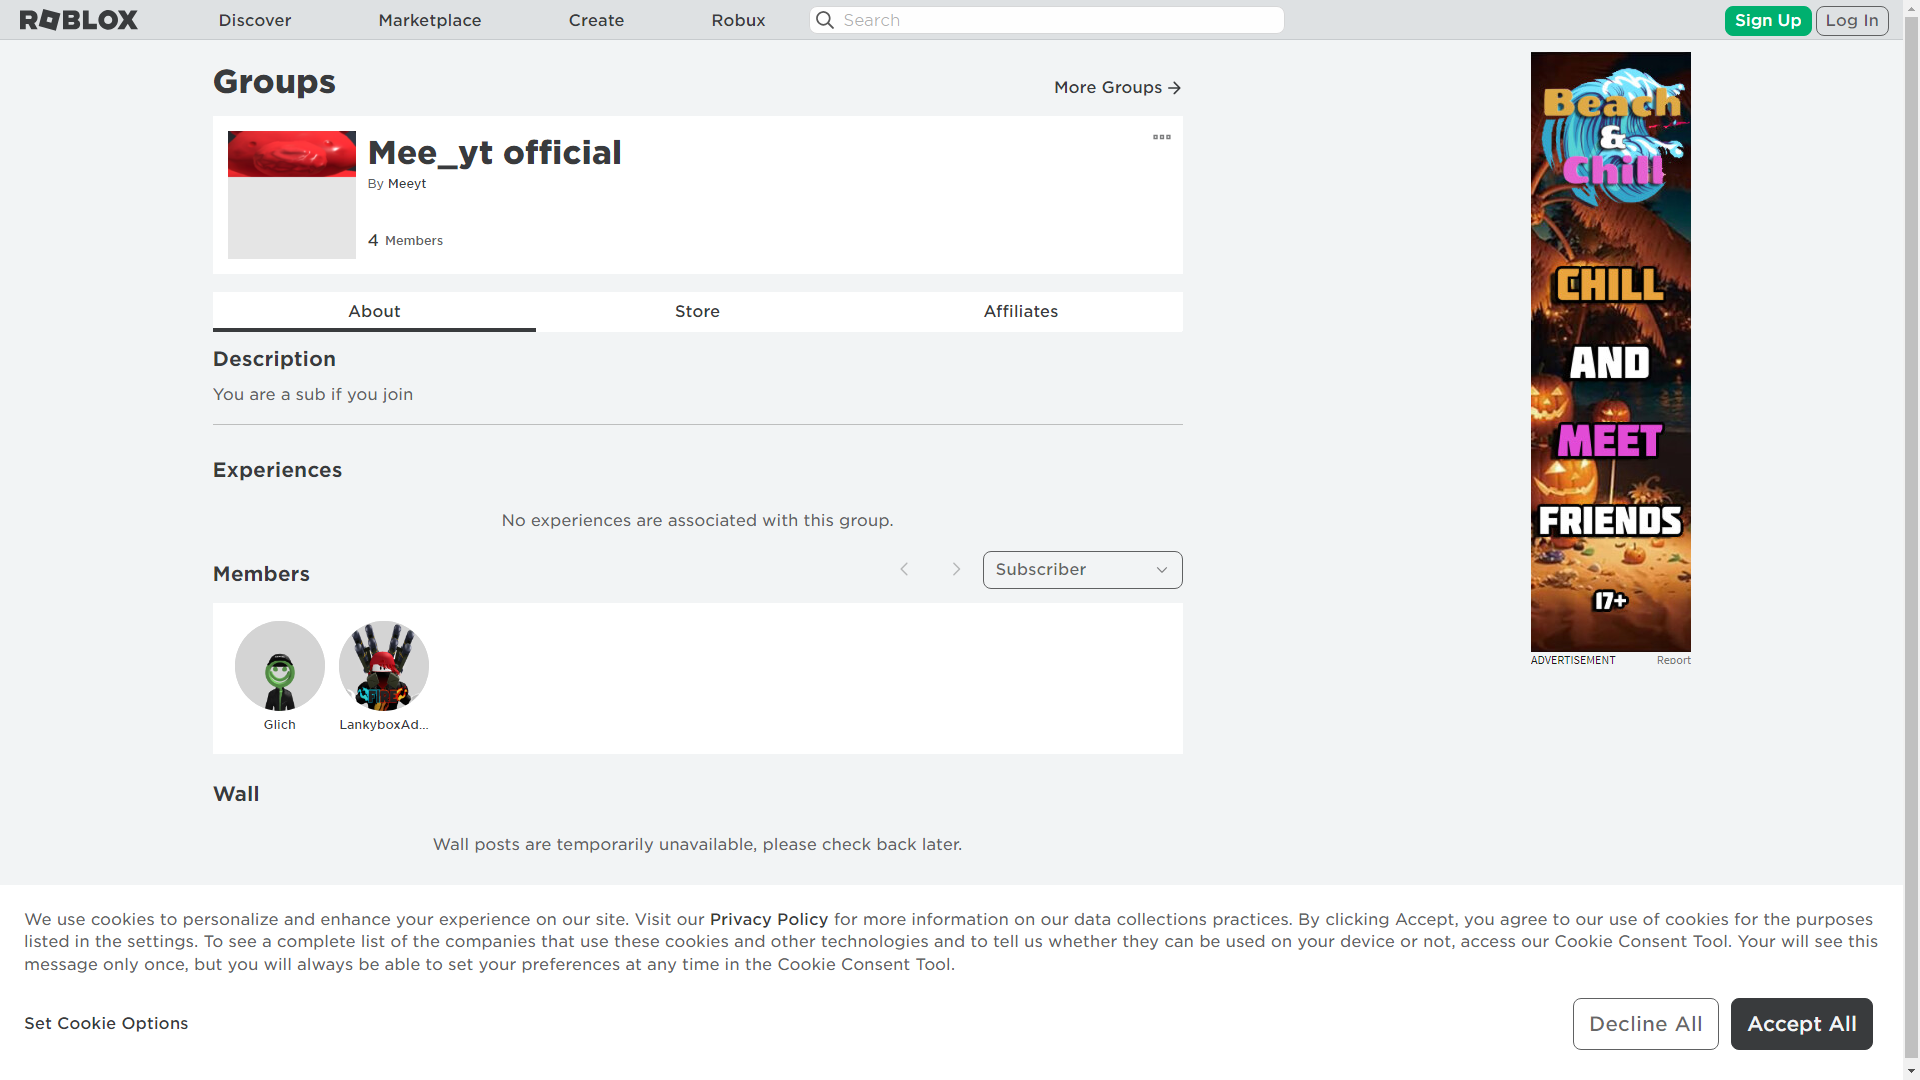 ROBLOX
Discover
Marketplace
Create
Robux
Search
Sign Up
Log In
Groups
More Groups
Mee_yt official
By Meeyt
4 Members
About
Store
Affiliates
Description
You are a sub if you join
Experiences
No experiences are associated with this group.
Members
Subscriber
Glich
LankyboxAd...
FIRE
Wall
Wall posts are temporarily unavailable, please check back later.
Beach
&
Chill
CHILL
AND
MEET
FRIENDS
17+
ADVERTISEMENT
Report
We use cookies to personalize and enhance your experience on our site. Visit our Privacy Policy for more information on our data collections practices. By clicking Accept, you agree to our use of cookies for the purposes
listed in the settings. To see a complete list of the companies that use these cookies and other technologies and to tell us whether they can be used on your device or not, access our Cookie Consent Tool. Your will see this
message only once, but you will always be able to set your preferences at any time in the Cookie Consent Tool.
Set Cookie Options
Decline All
Accept All